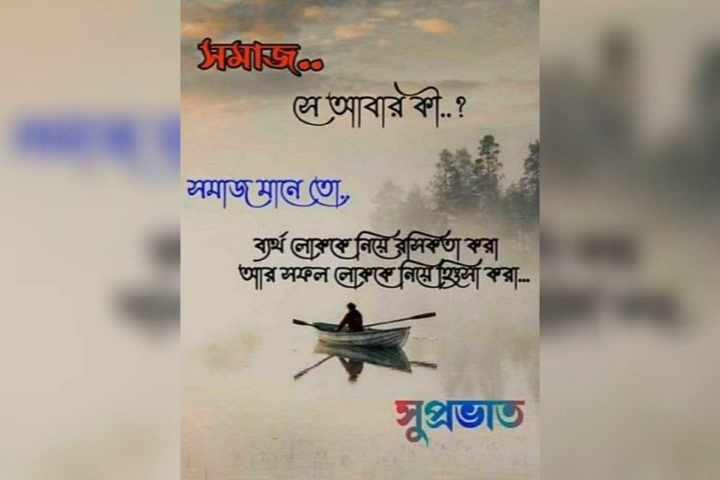 সমাজ..
সে আবার কী..?
সমাজ মানে তো..
ব্যর্থ লোককে নিয়ে রসিকতা করা
আর সফল লোককে নিয়ে হিংসা করা...
সুপ্রভাত